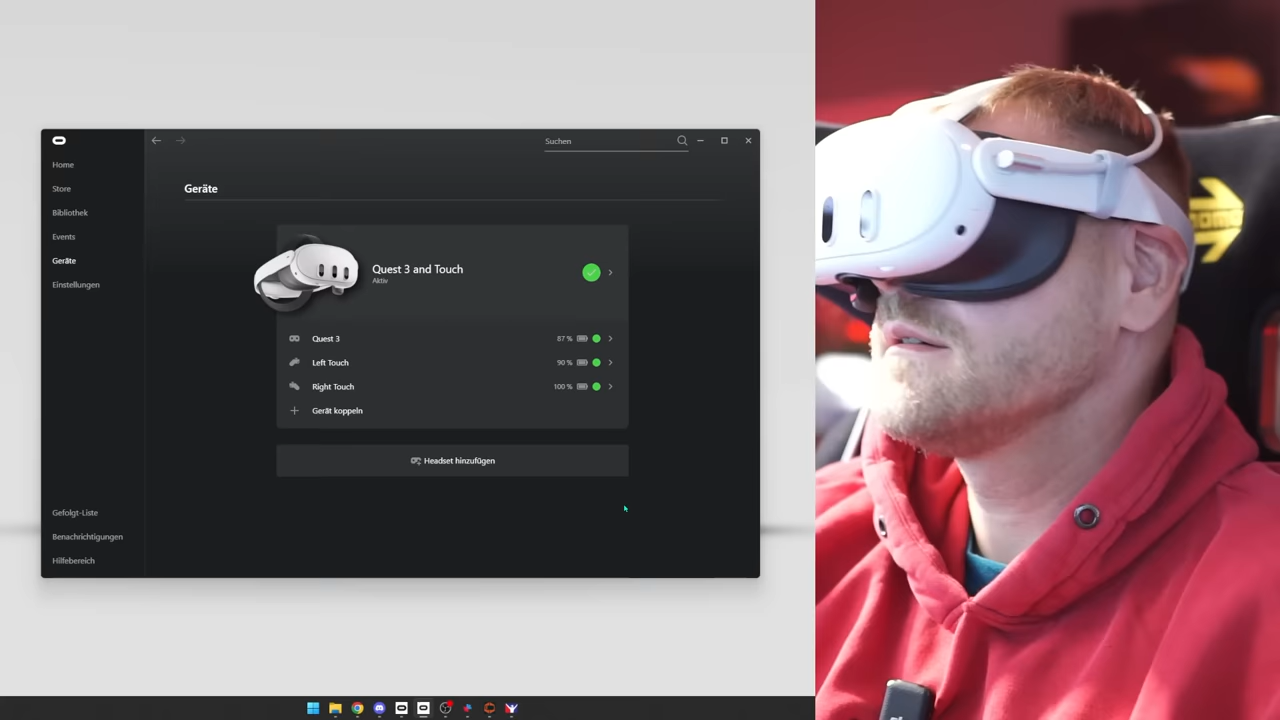 Suchen
Home
Store
Bibliothek
Events
Geräte
Einstellungen
Gefolgt-Liste
Benachrichtigungen
Hilfebereich
Geräte
Quest 3 and Touch
Aktiv
Quest 3 87 %
Left Touch 90 %
Right Touch 100 %
Gerät koppeln
Headset hinzufügen